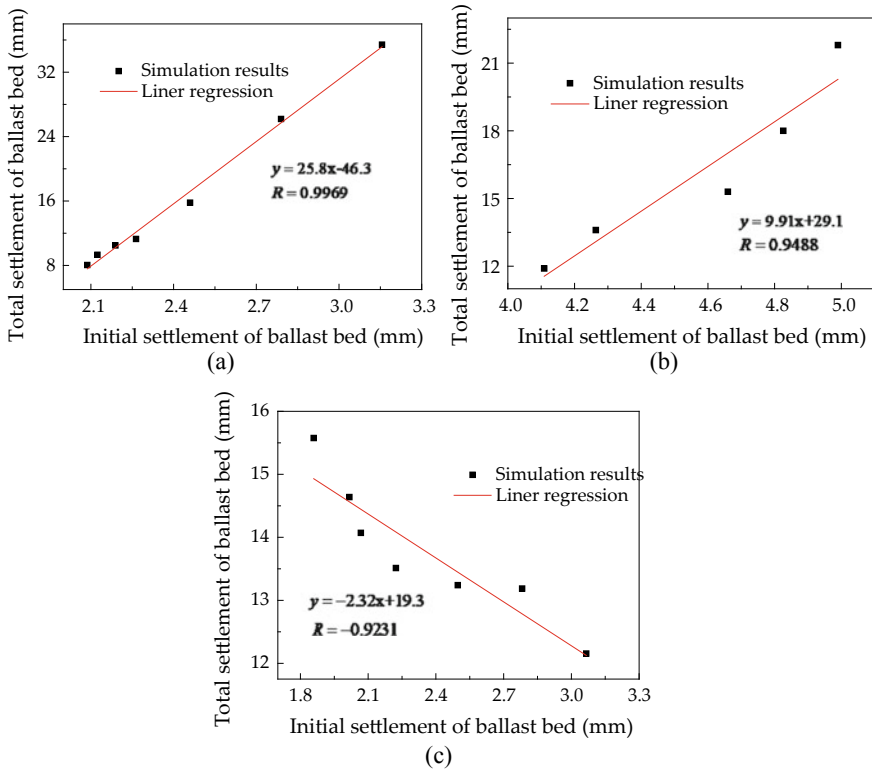 Total settlement of ballast bed (mm)
36
32
24
16
8
Simulation results
Liner regression
y = 25.8x-46.3
R = 0.9969
2.1 2.4 2.7 3.0 3.3
Initial settlement of ballast bed (mm)
(a)
Total settlement of ballast bed (mm)
21
18
15
12
Simulation results
Liner regression
y = 9.91x+29.1
R = 0.9488
4.0 4.2 4.4 4.6 4.8 5.0
Initial settlement of ballast bed (mm)
(b)
Total settlement of ballast bed (mm)
16
15
14
13
12
Simulation results
Liner regression
y = −2.32x+19.3
R = −0.9231
1.8 2.1 2.4 2.7 3.0 3.3
Initial settlement of ballast bed (mm)
(c)